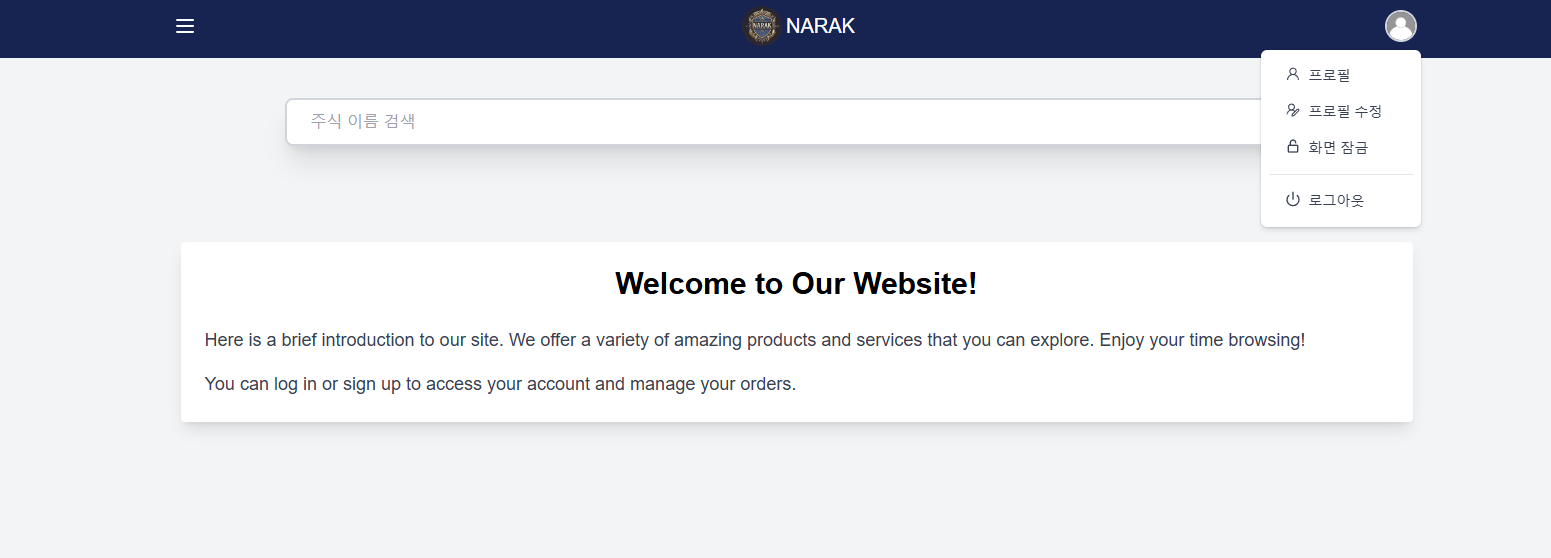 NARAK
NARAK
프로필
프로필 수정
화면 잠금
로그아웃
주식 이름 검색
Welcome to Our Website!
Here is a brief introduction to our site. We offer a variety of amazing products and services that you can explore. Enjoy your time browsing!
You can log in or sign up to access your account and manage your orders.